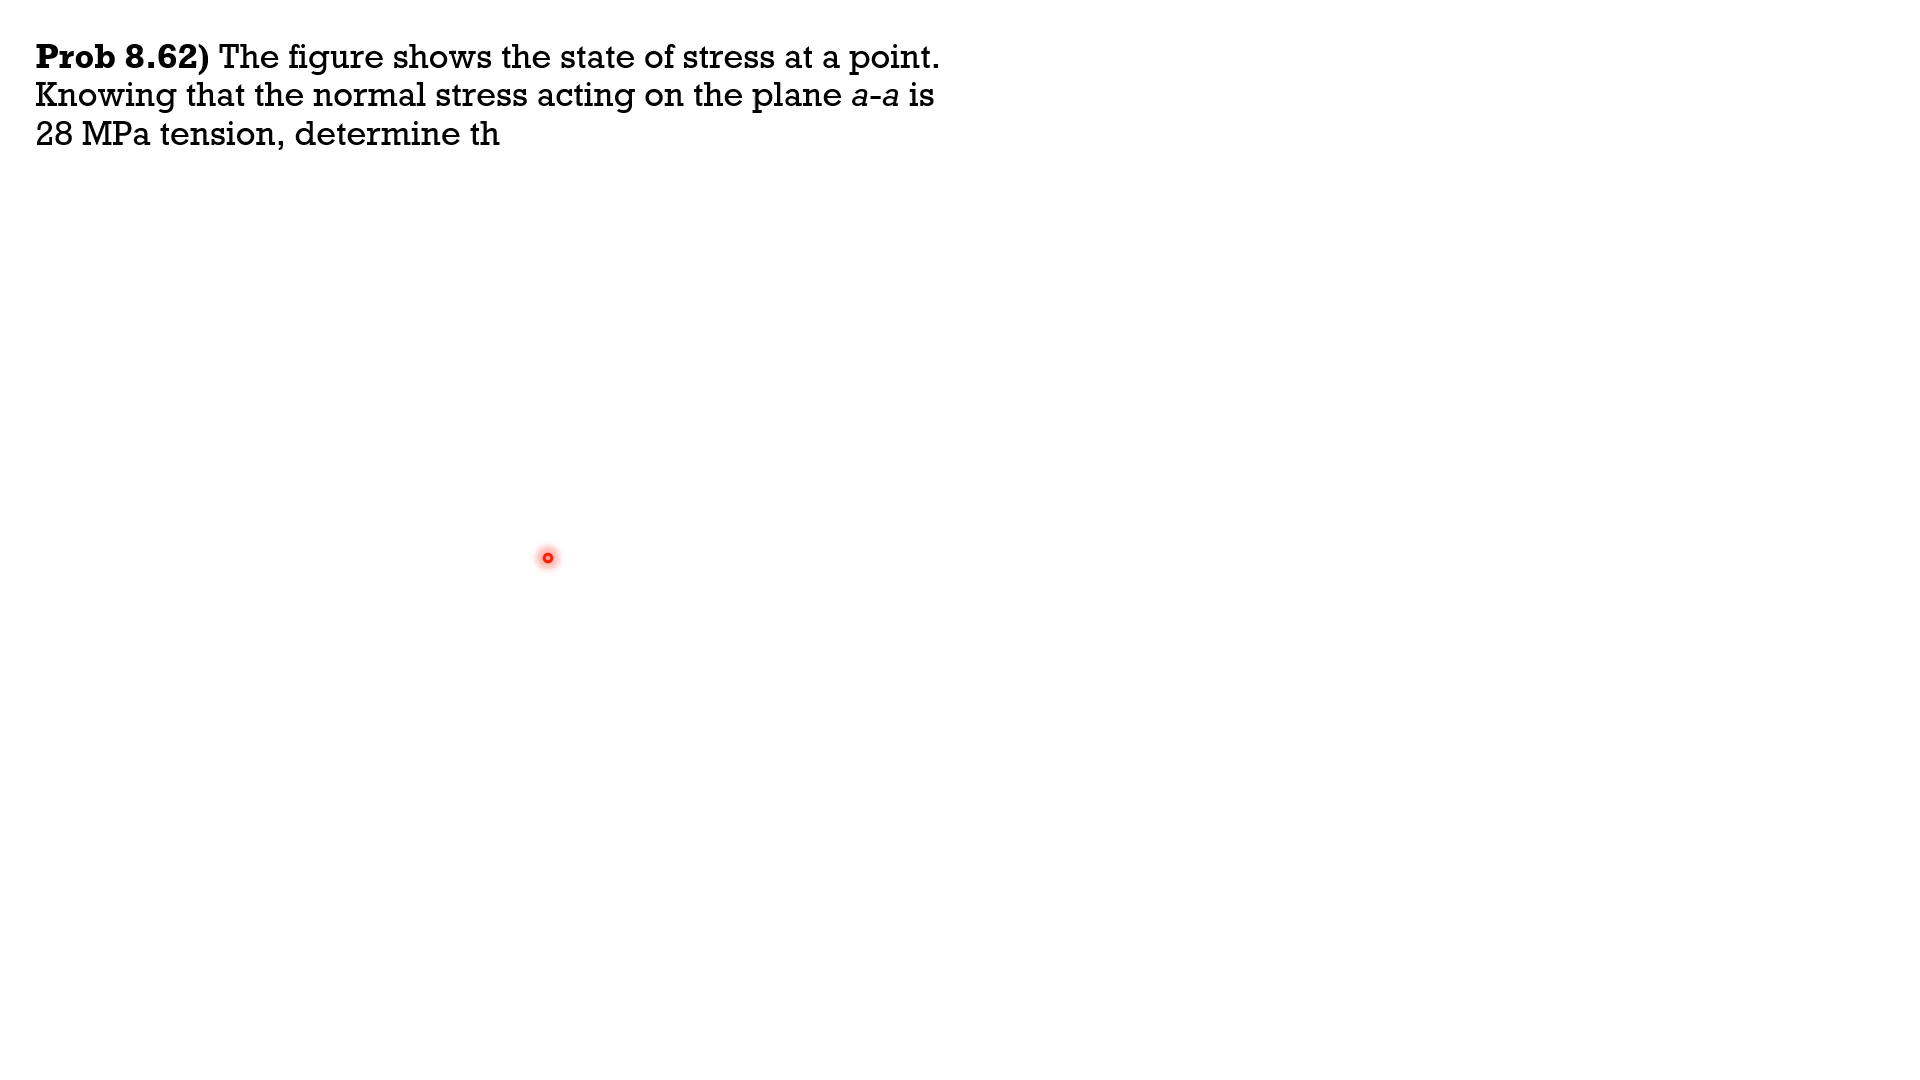 Prob 8.62) The figure shows the state of stress at a point.
Knowing that the normal stress acting on the plane a-a is
28 MPa tension, determine th